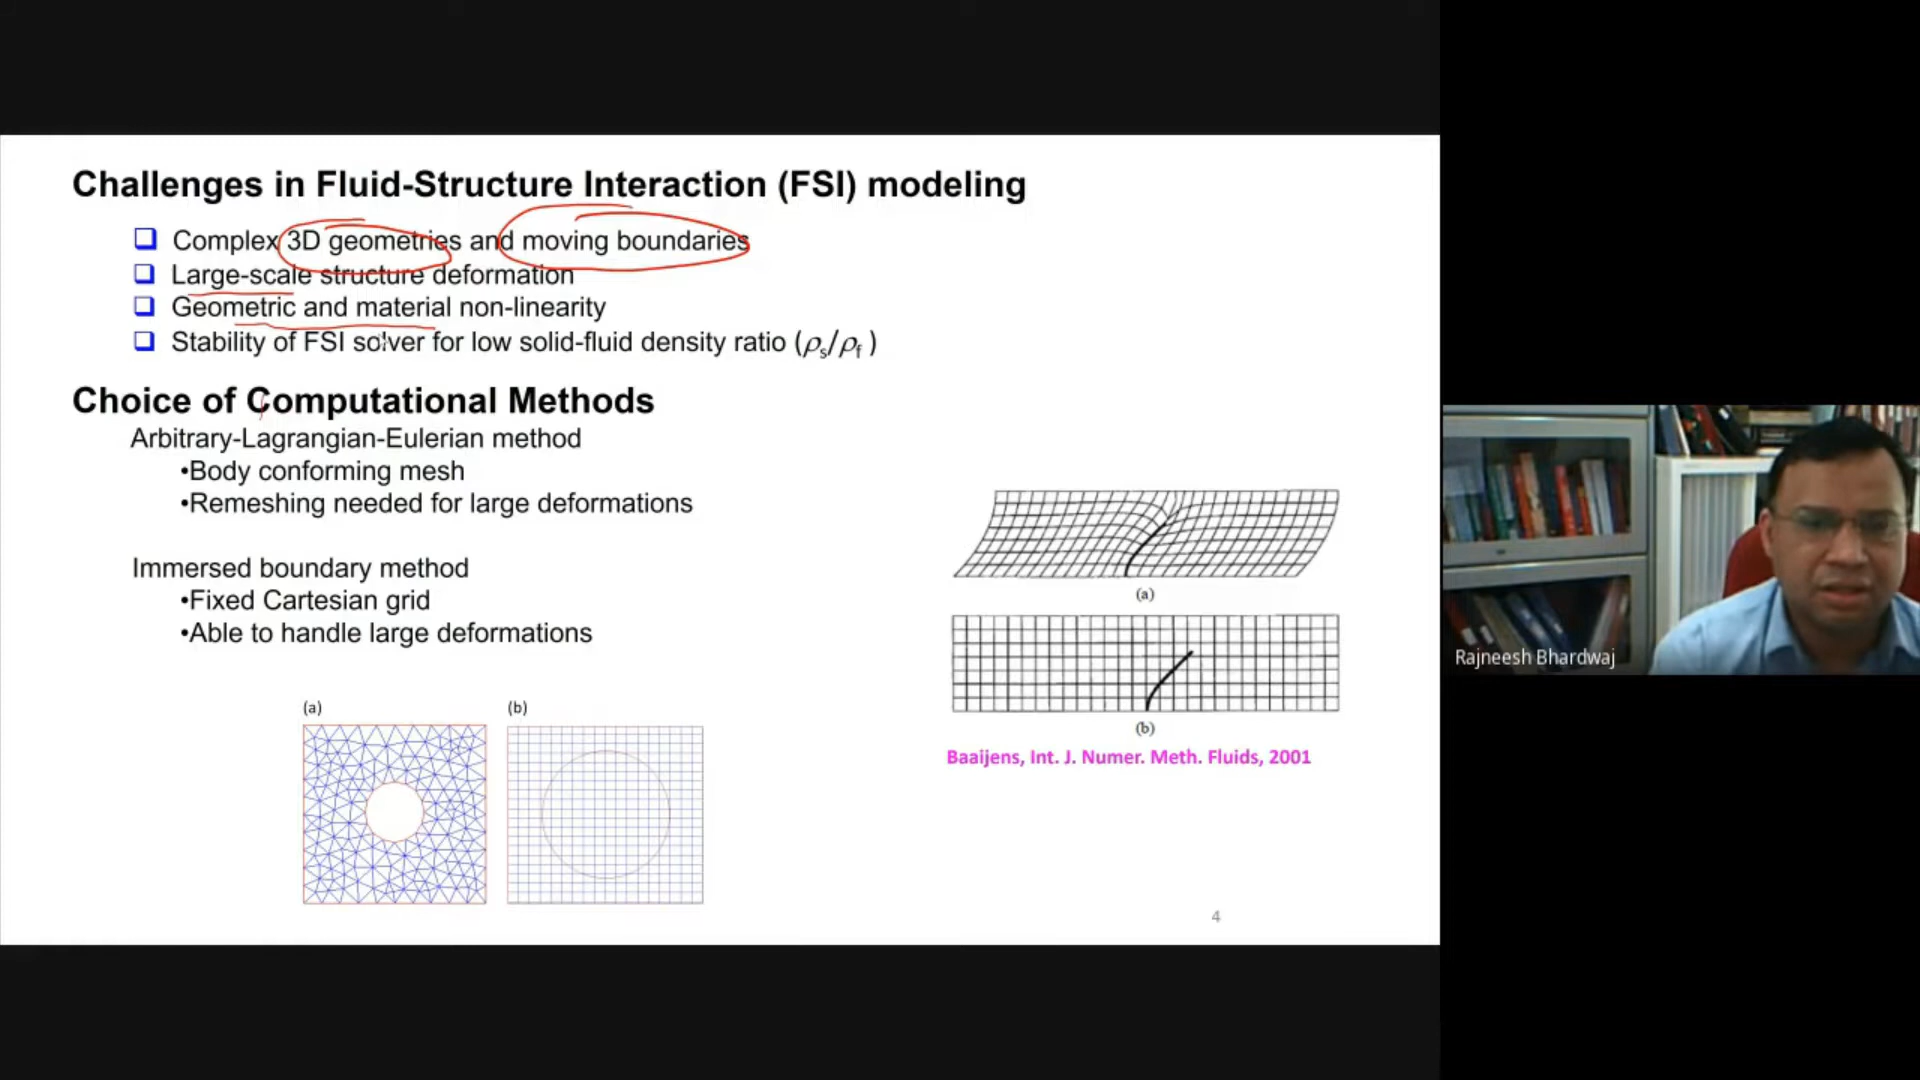 Challenges in Fluid-Structure Interaction (FSI) modeling
❑ Complex 3D geometries and moving boundaries
❑ Large-scale structure deformation
❑ Geometric and material non-linearity
❑ Stability of FSI solver for low solid-fluid density ratio (ρs/ρf )
Choice of Computational Methods
Arbitrary-Lagrangian-Eulerian method
•Body conforming mesh
•Remeshing needed for large deformations
Immersed boundary method
•Fixed Cartesian grid
•Able to handle large deformations
(a)
(b)
(a)
(b)
Baaijens, Int. J. Numer. Meth. Fluids, 2001
4
Rajneesh Bhardwaj